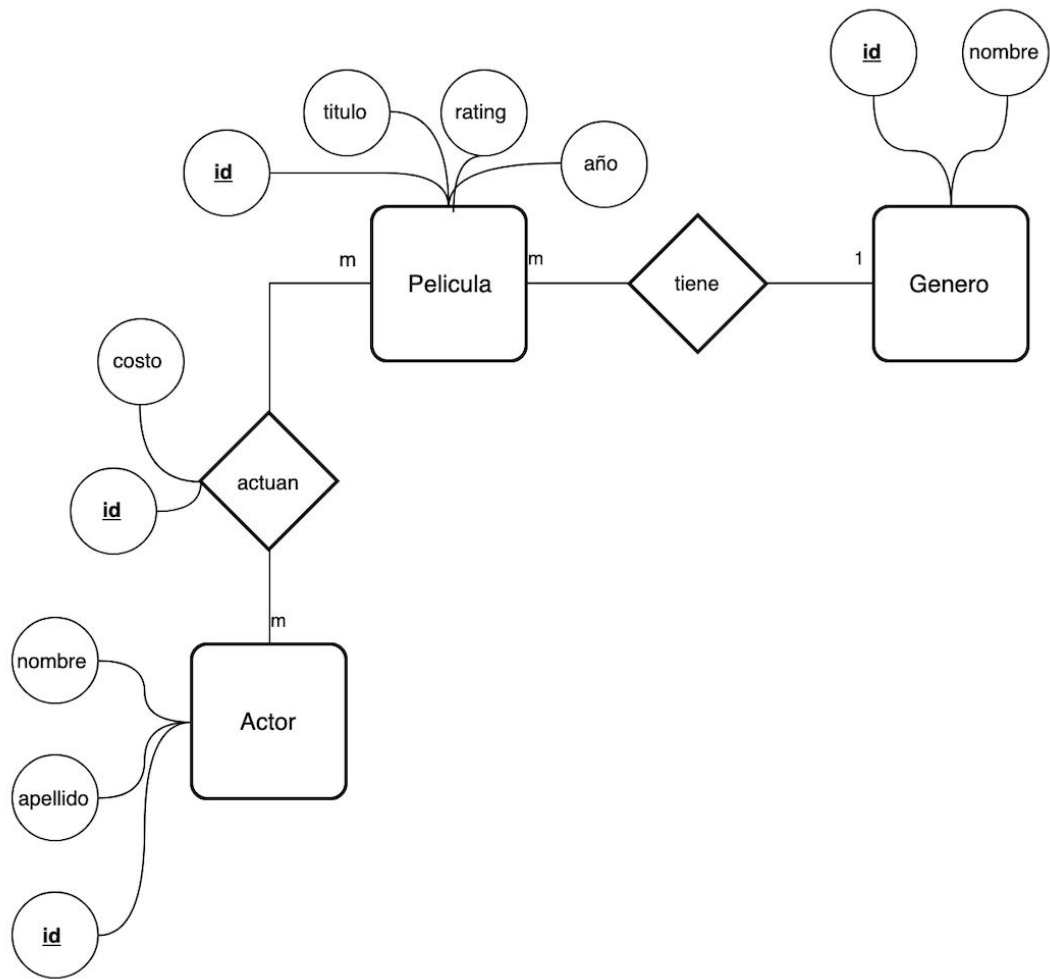 id
nombre
titulo
rating
id
año
m
Pelicula
m
tiene
1
Genero
costo
actuan
id
m
nombre
Actor
apellido
id